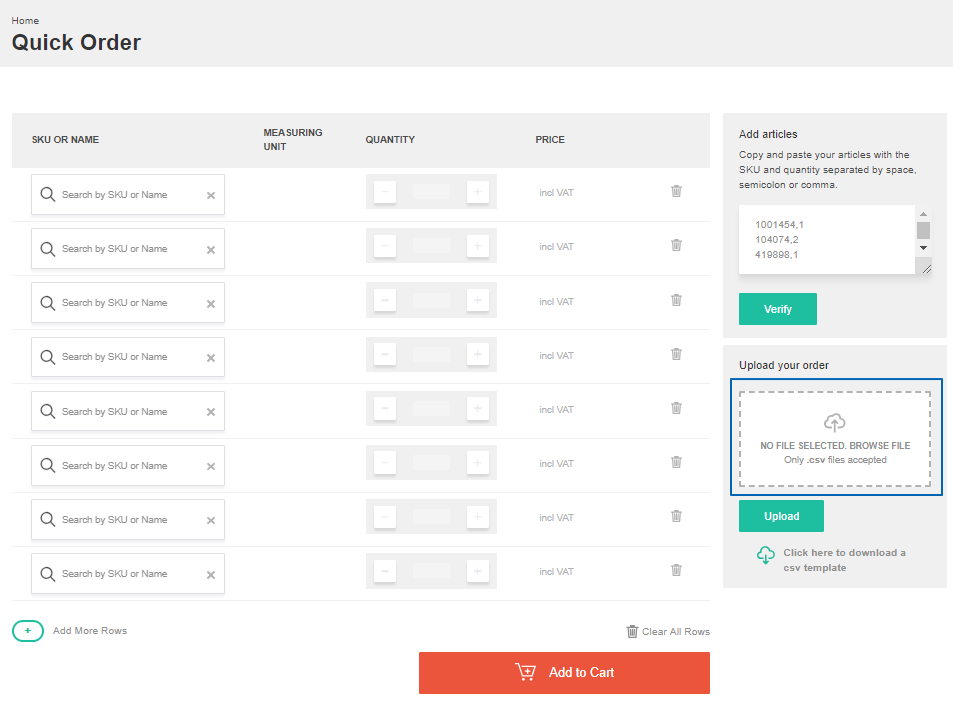 Home
Quick Order
SKU OR NAME
MEASURING
UNIT
QUANTITY
PRICE
Search by SKU or Name
incl VAT
Search by SKU or Name
incl VAT
Search by SKU or Name
incl VAT
Search by SKU or Name
incl VAT
Search by SKU or Name
incl VAT
Search by SKU or Name
incl VAT
Search by SKU or Name
incl VAT
Search by SKU or Name
incl VAT
Add More Rows
Clear All Rows
Add to Cart
Add articles
Copy and paste your articles with the
SKU and quantity separated by space,
semicolon or comma.
1001454,1
104074,2
419898,1
Verify
Upload your order
NO FILE SELECTED. BROWSE FILE
Only .csv files accepted
Upload
Click here to download a
csv template